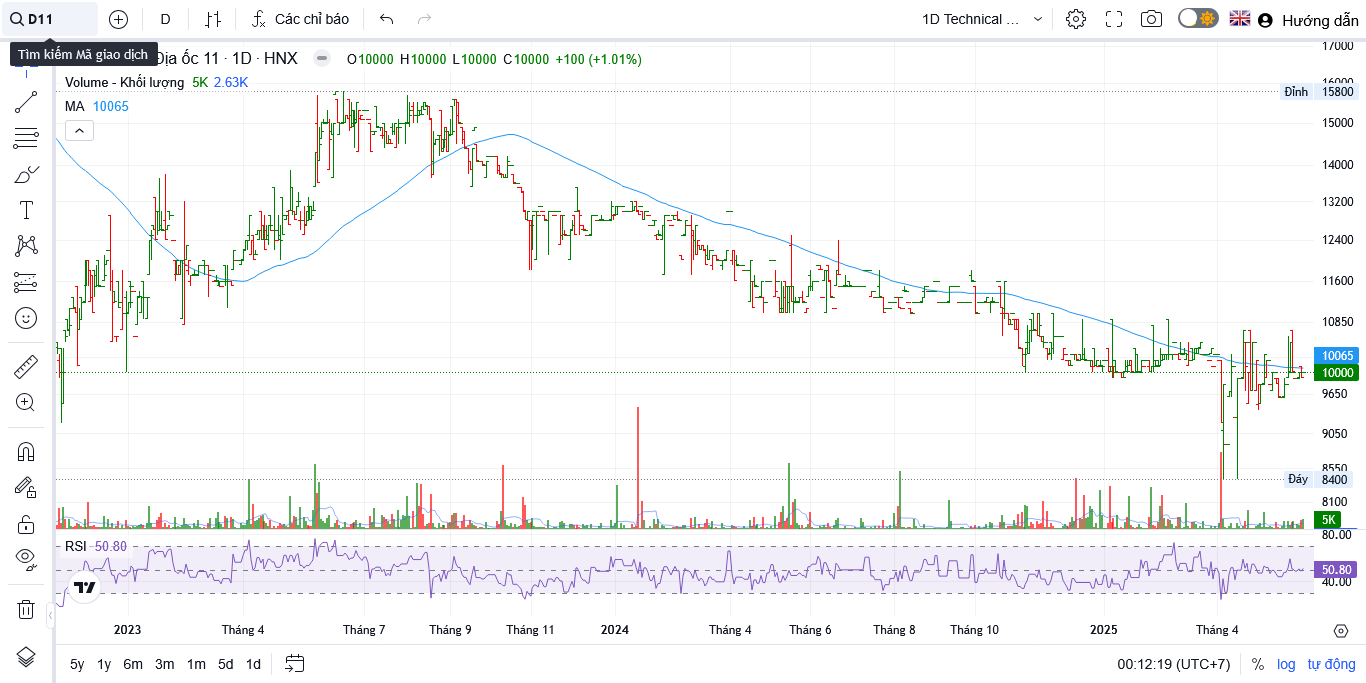 D11
D
Các chỉ báo
1D Technical ...
Hướng dẫn
Tìm kiếm Mã giao dịch
Địa ốc 11 · 1D · HNX
O10000 H10000 L10000 C10000 +100 (+1.01%)
Volume - Khối lượng 5K 2.63K
MA 10065
17000
16000
Đỉnh 15800
15000
14000
13200
12400
11600
10850
10065
10000
9650
9050
8550
Đáy 8400
8100
5K
RSI 50.80
80.00
50.80
40.00
2023
Tháng 4
Tháng 7
Tháng 9
Tháng 11
2024
Tháng 4
Tháng 6
Tháng 8
Tháng 10
2025
Tháng 4
5y 1y 6m 3m 1m 5d 1d
00:12:19 (UTC+7)
% log tự động